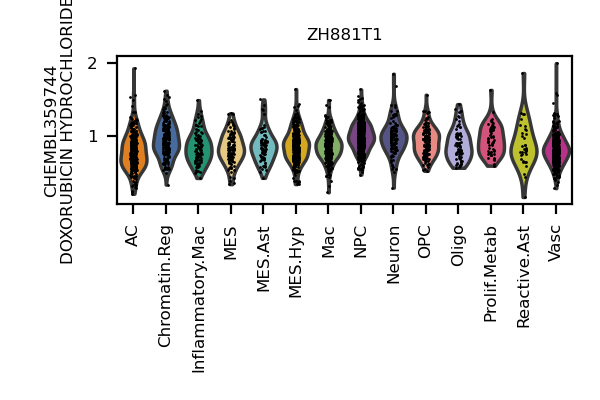 ZH881T1
CHEMBL359744
DOXORUBICIN HYDROCHLORIDE
2
1
AC
Chromatin.Reg
Inflammatory.Mac
MES
MES.Ast
MES.Hyp
Mac
NPC
Neuron
OPC
Oligo
Prolif.Metab
Reactive.Ast
Vasc